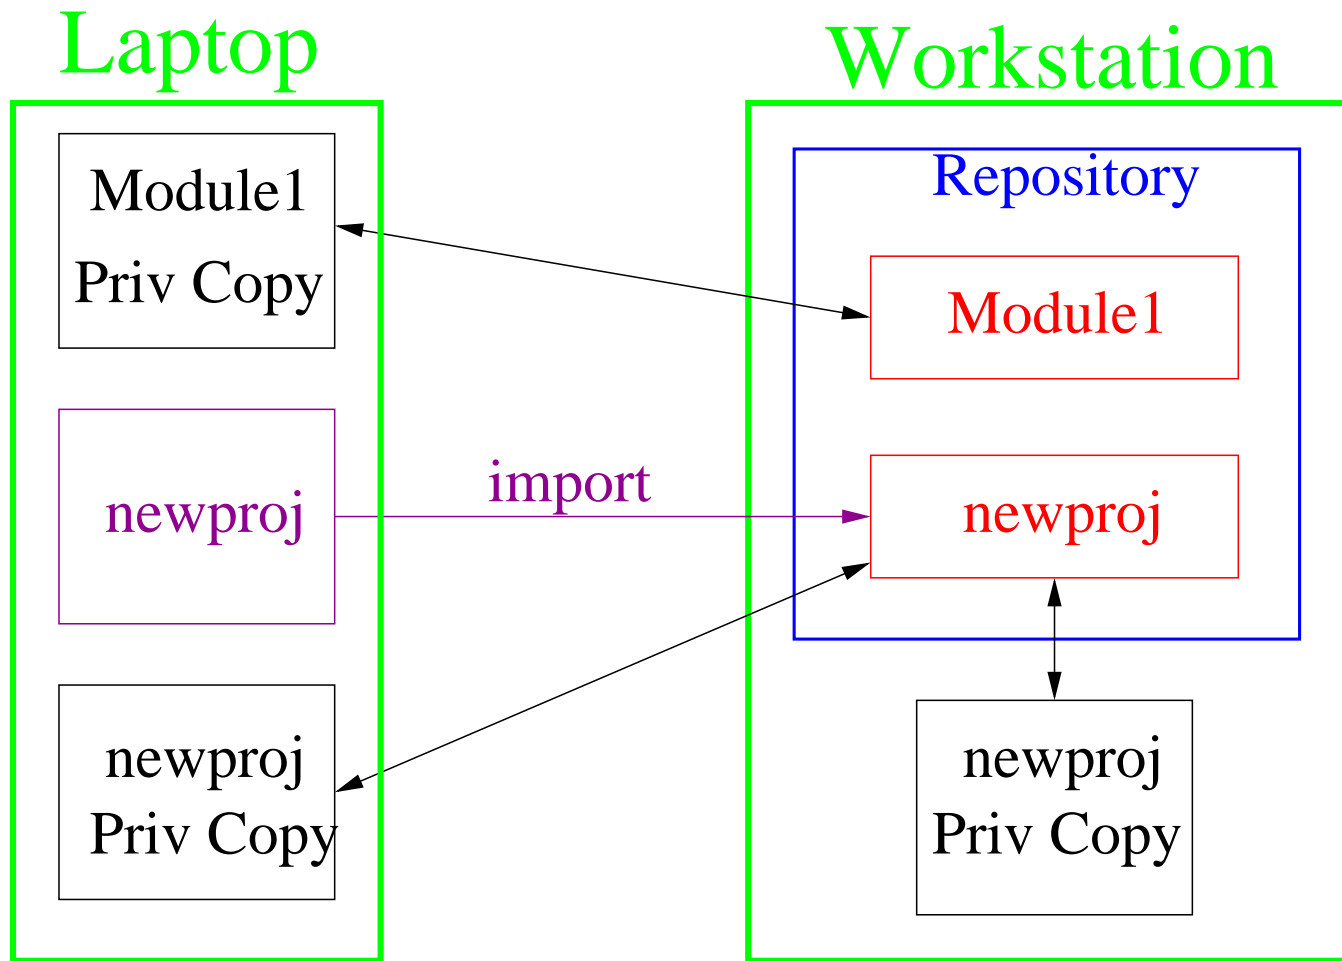 Laptop
Workstation
Module1
Priv Copy
Repository
Module1
newproj
import
newproj
newproj
Priv Copy
newproj
Priv Copy